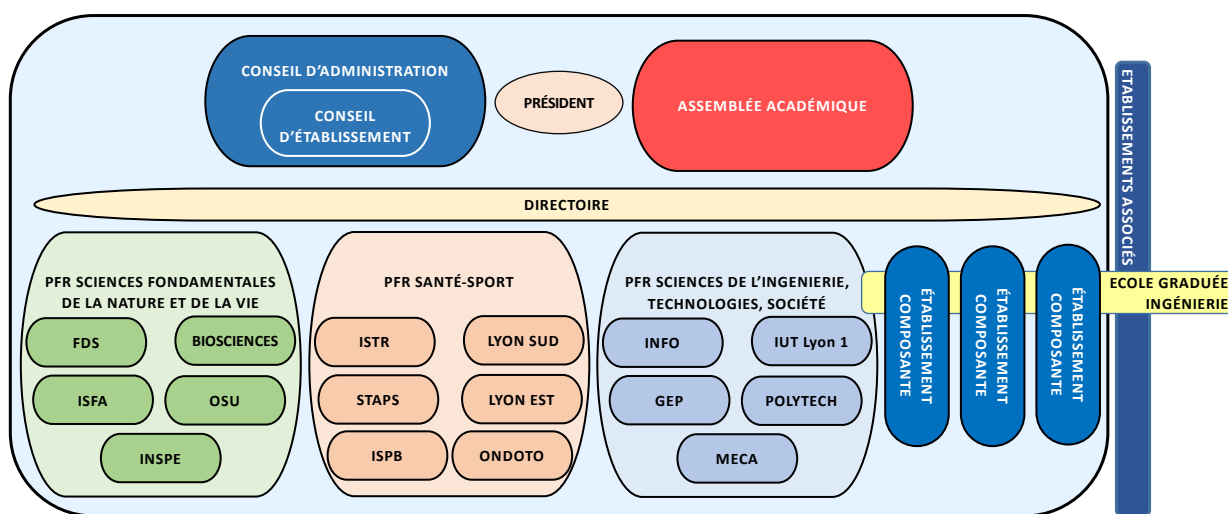 CONSEIL D'ADMINISTRATION
CONSEIL
D'ÉTABLISSEMENT
PRÉSIDENT
ASSEMBLÉE ACADÉMIQUE
DIRECTOIRE
PFR SCIENCES FONDAMENTALES
DE LA NATURE ET DE LA VIE
FDS
BIOSCIENCES
ISFA
OSU
INSPE
PFR SANTÉ-SPORT
ISTR
LYON SUD
STAPS
LYON EST
ISPB
ONDOTO
PFR SCIENCES DE L'INGENIERIE,
TECHNOLOGIES, SOCIÉTÉ
INFO
IUT Lyon 1
GEP
POLYTECH
MECA
ÉTABLISSEMENT
COMPOSANTE
ÉTABLISSEMENT
COMPOSANTE
ÉTABLISSEMENT
COMPOSANTE
ECOLE GRADUÉE
INGÉNIERIE
ETABLISSEMENTS ASSOCIÉS